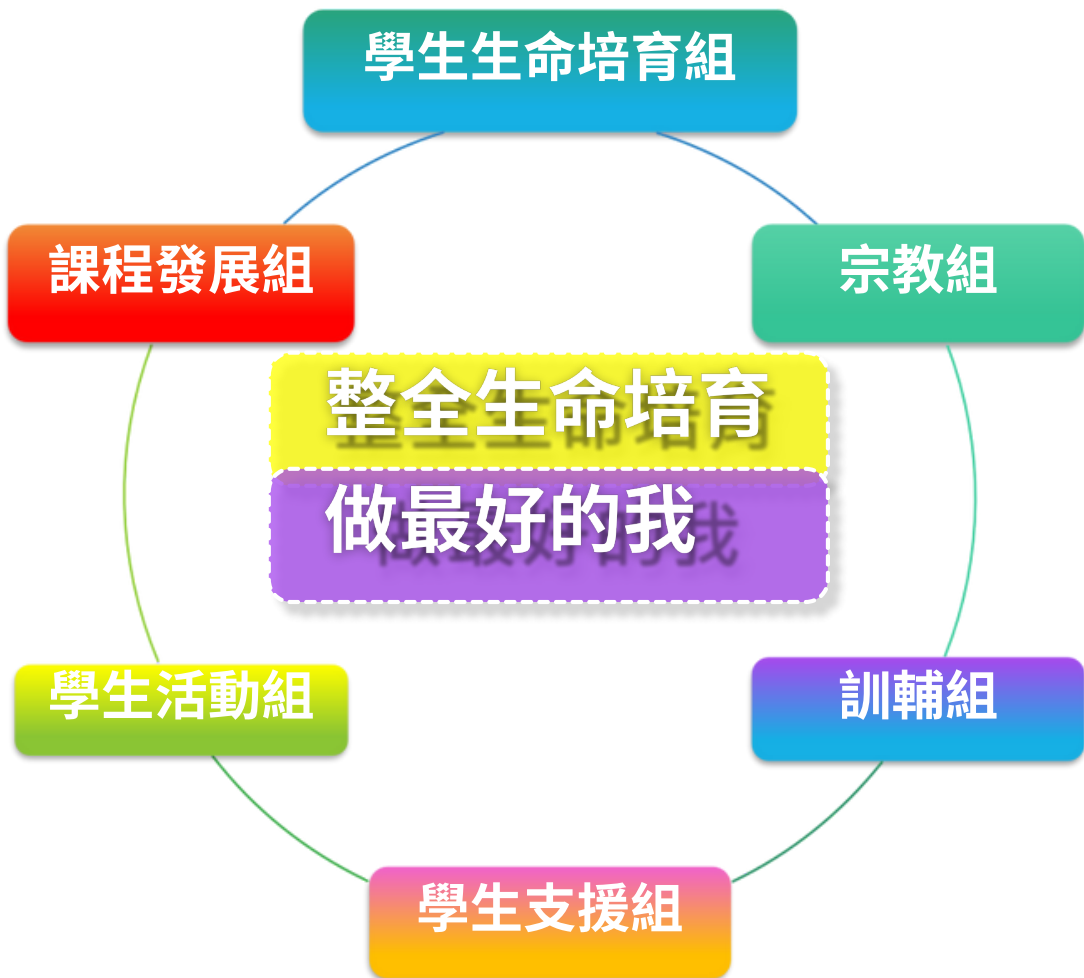 學生生命培育組
課程發展組
宗教組
整全生命培育
做最好的我
學生活動組
訓輔組
學生支援組